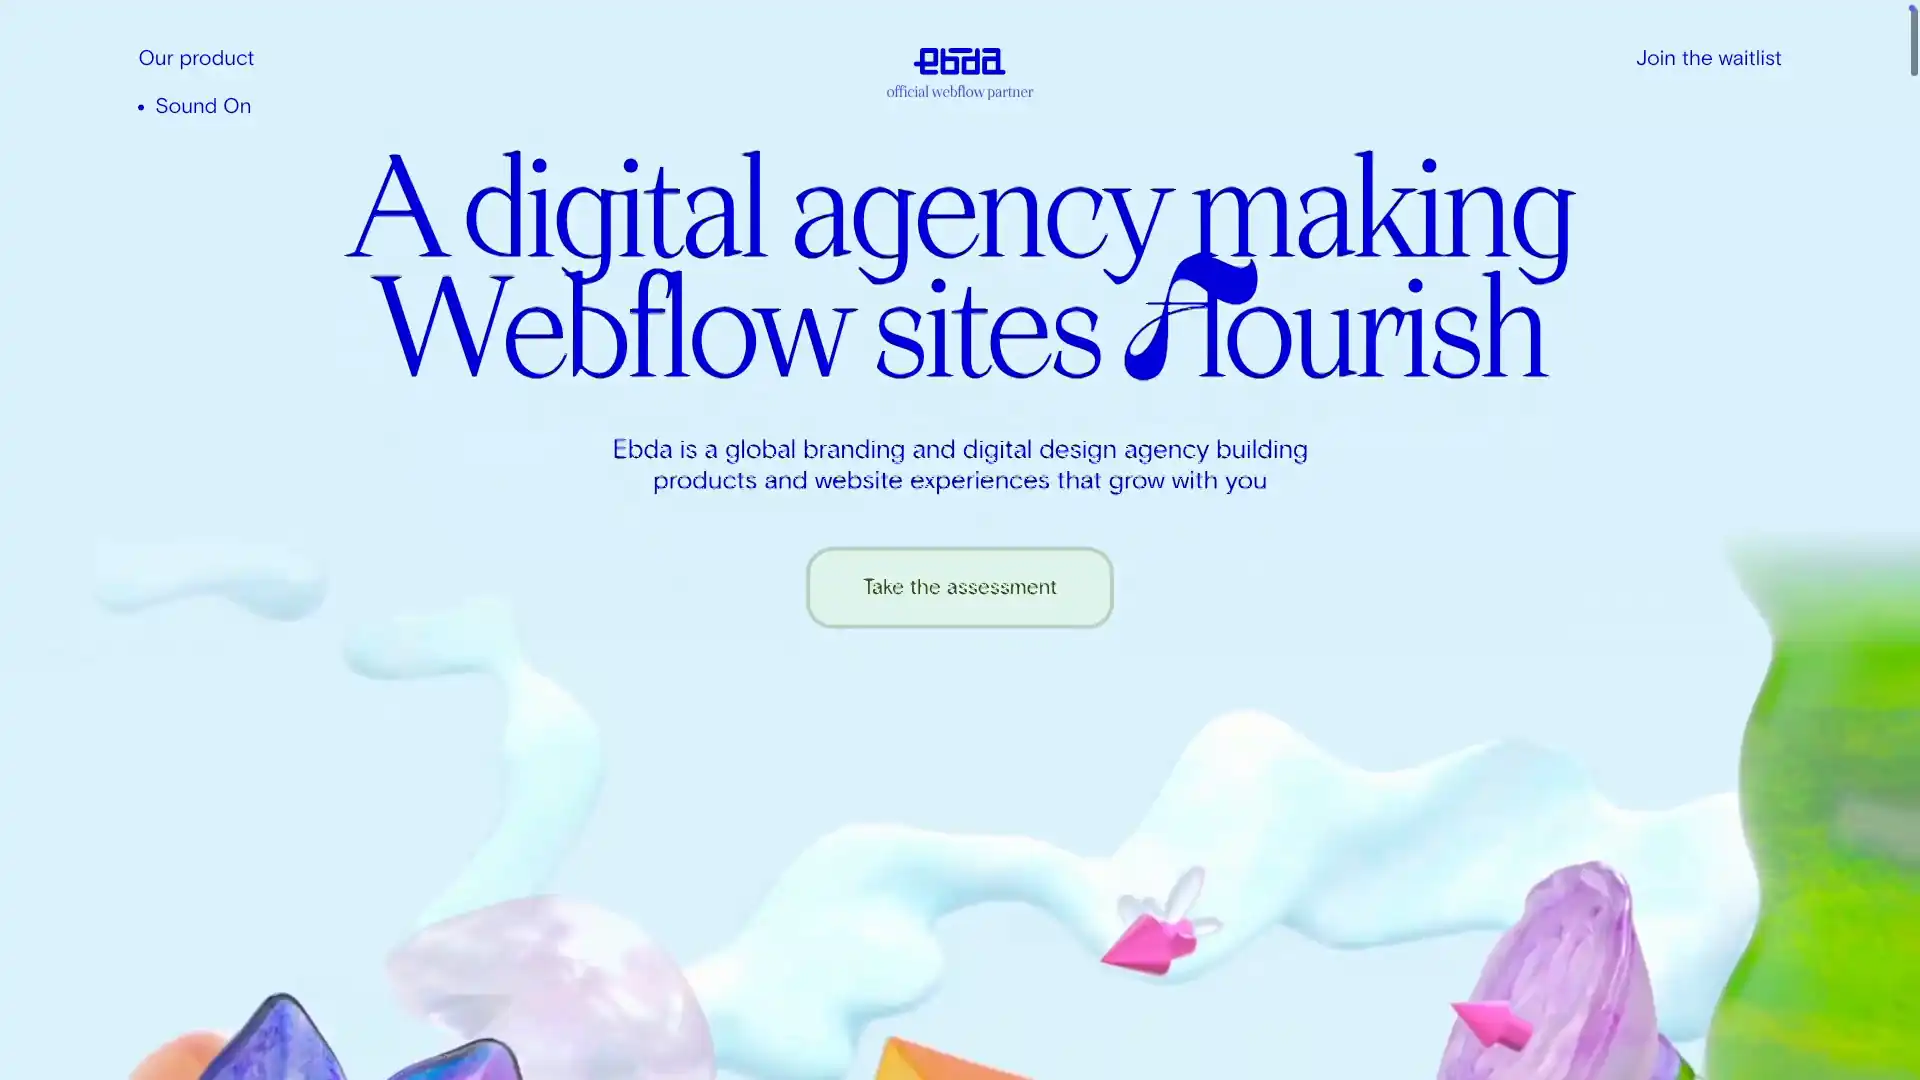 Our product
ebda
official webflow partner
Join the waitlist
Sound On
A digital agency making
Webflow sites flourish
Ebda is a global branding and digital design agency building
products and website experiences that grow with you
Take the assessment